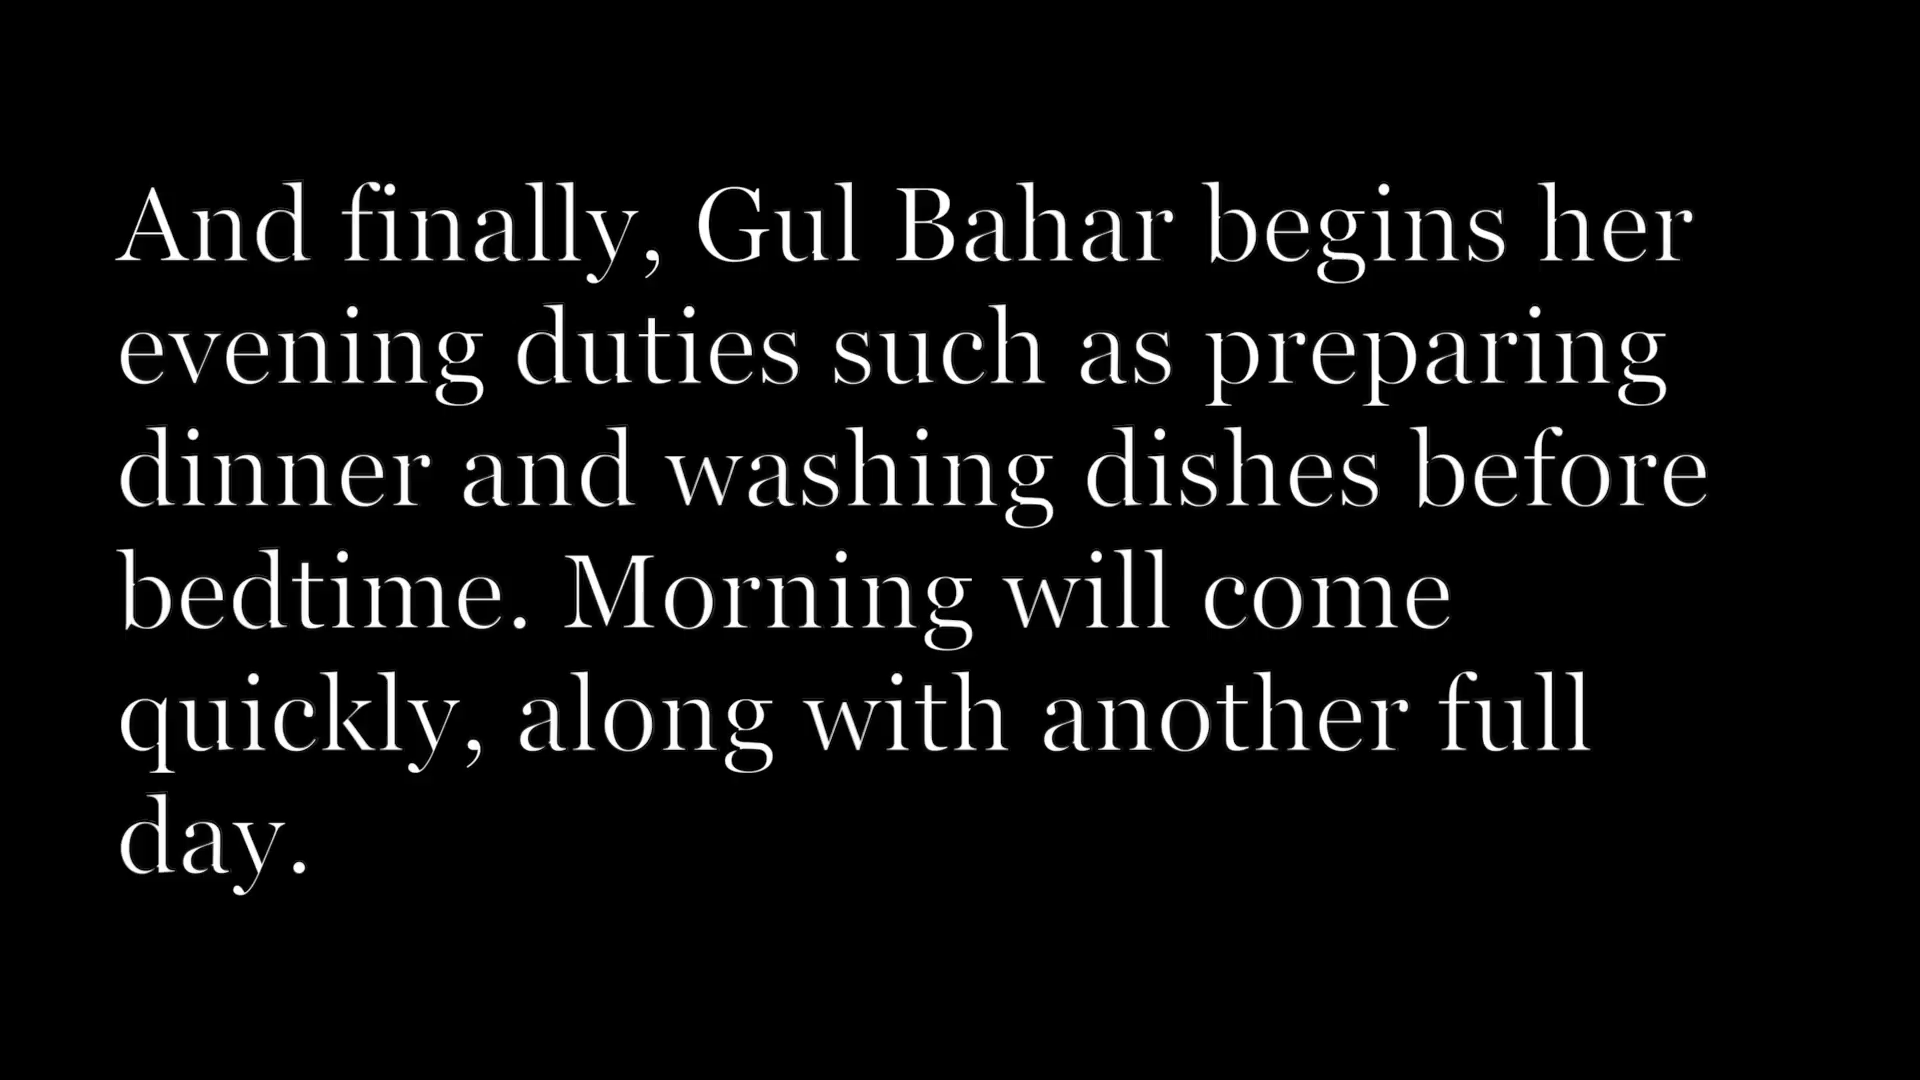 And finally, Gul Bahar begins her
evening duties such as preparing
dinner and washing dishes before
bedtime. Morning will come
quickly, along with another full
day.